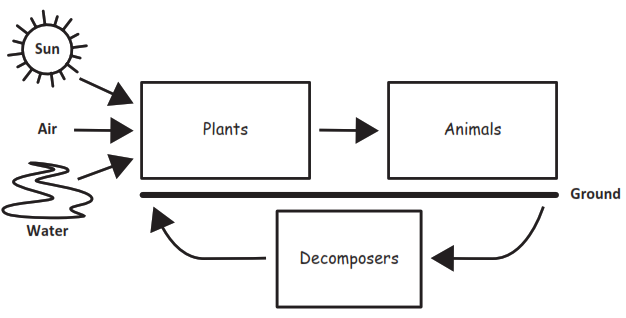 Sun
Air
Water
Plants
Animals
Ground
Decomposers